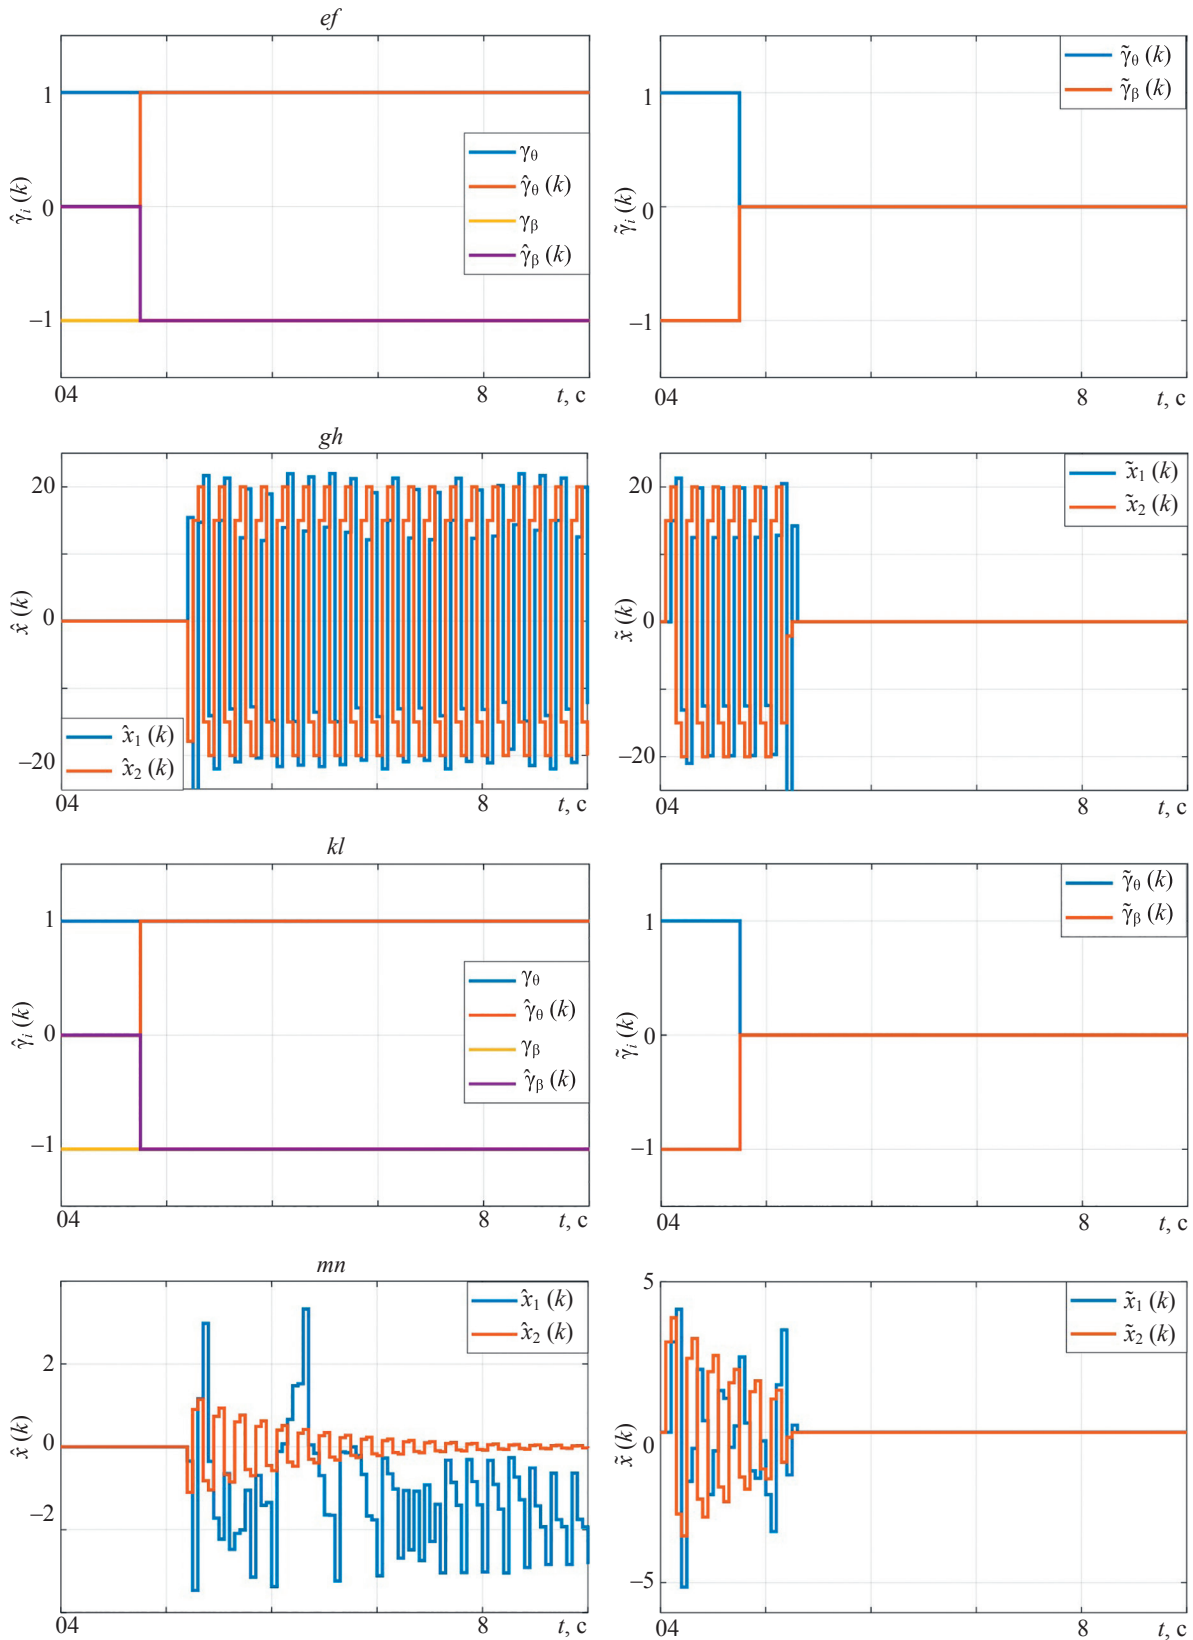 ef
1
0
–1
γ̂ᵢ (k)
γθ
γ̂θ (k)
γβ
γ̂β (k)
04
8
t, c
1
0
–1
γ̃ᵢ (k)
γ̃θ (k)
γ̃β (k)
04
8
t, c
gh
20
0
–20
x̂ (k)
x̂₁ (k)
x̂₂ (k)
04
8
t, c
20
0
–20
x̃ (k)
x̃₁ (k)
x̃₂ (k)
04
8
t, c
kl
1
0
–1
γ̂ᵢ (k)
γθ
γ̂θ (k)
γβ
γ̂β (k)
04
8
t, c
1
0
–1
γ̃ᵢ (k)
γ̃θ (k)
γ̃β (k)
04
8
t, c
mn
2
0
–2
x̂ (k)
x̂₁ (k)
x̂₂ (k)
04
8
t, c
5
0
–5
x̃ (k)
x̃₁ (k)
x̃₂ (k)
04
8
t, c